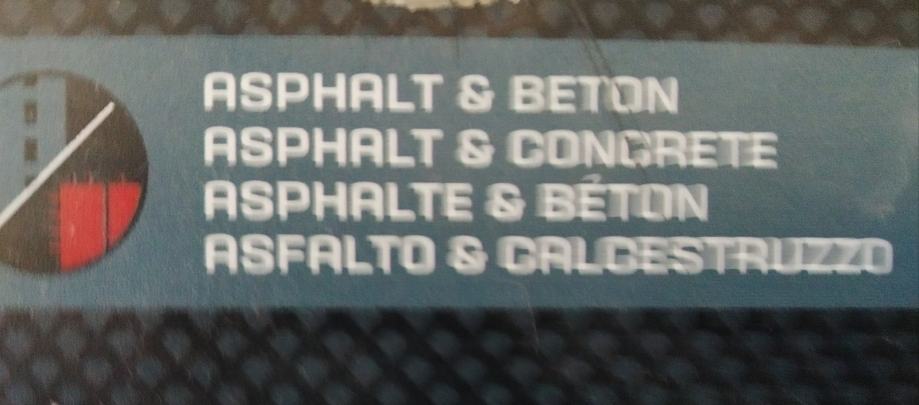 ASPHALT & BETON
ASPHALT & CONCRETE
ASPHALTE & BÉTON
ASFALTO & CALCESTRUZZO